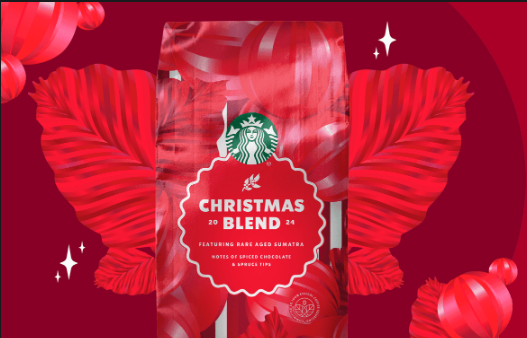 CHRISTMAS
20 BLEND 24
FEATURING RARE AGED SUMATRA
NOTES OF SPICED CHOCOLATE
& SPRUCE TIPS